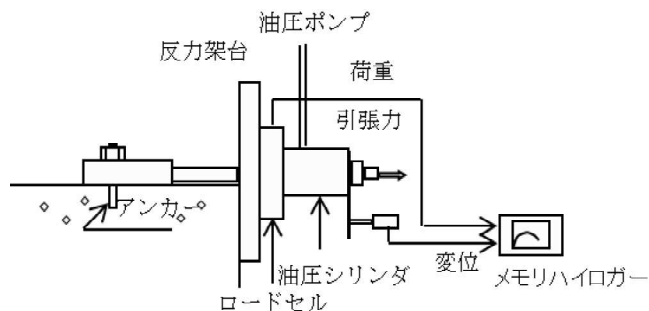 油圧ポンプ
反力架台
荷重
引張力
アンカー
油圧シリンダ
変位
メモリハイロガー
ロードセル